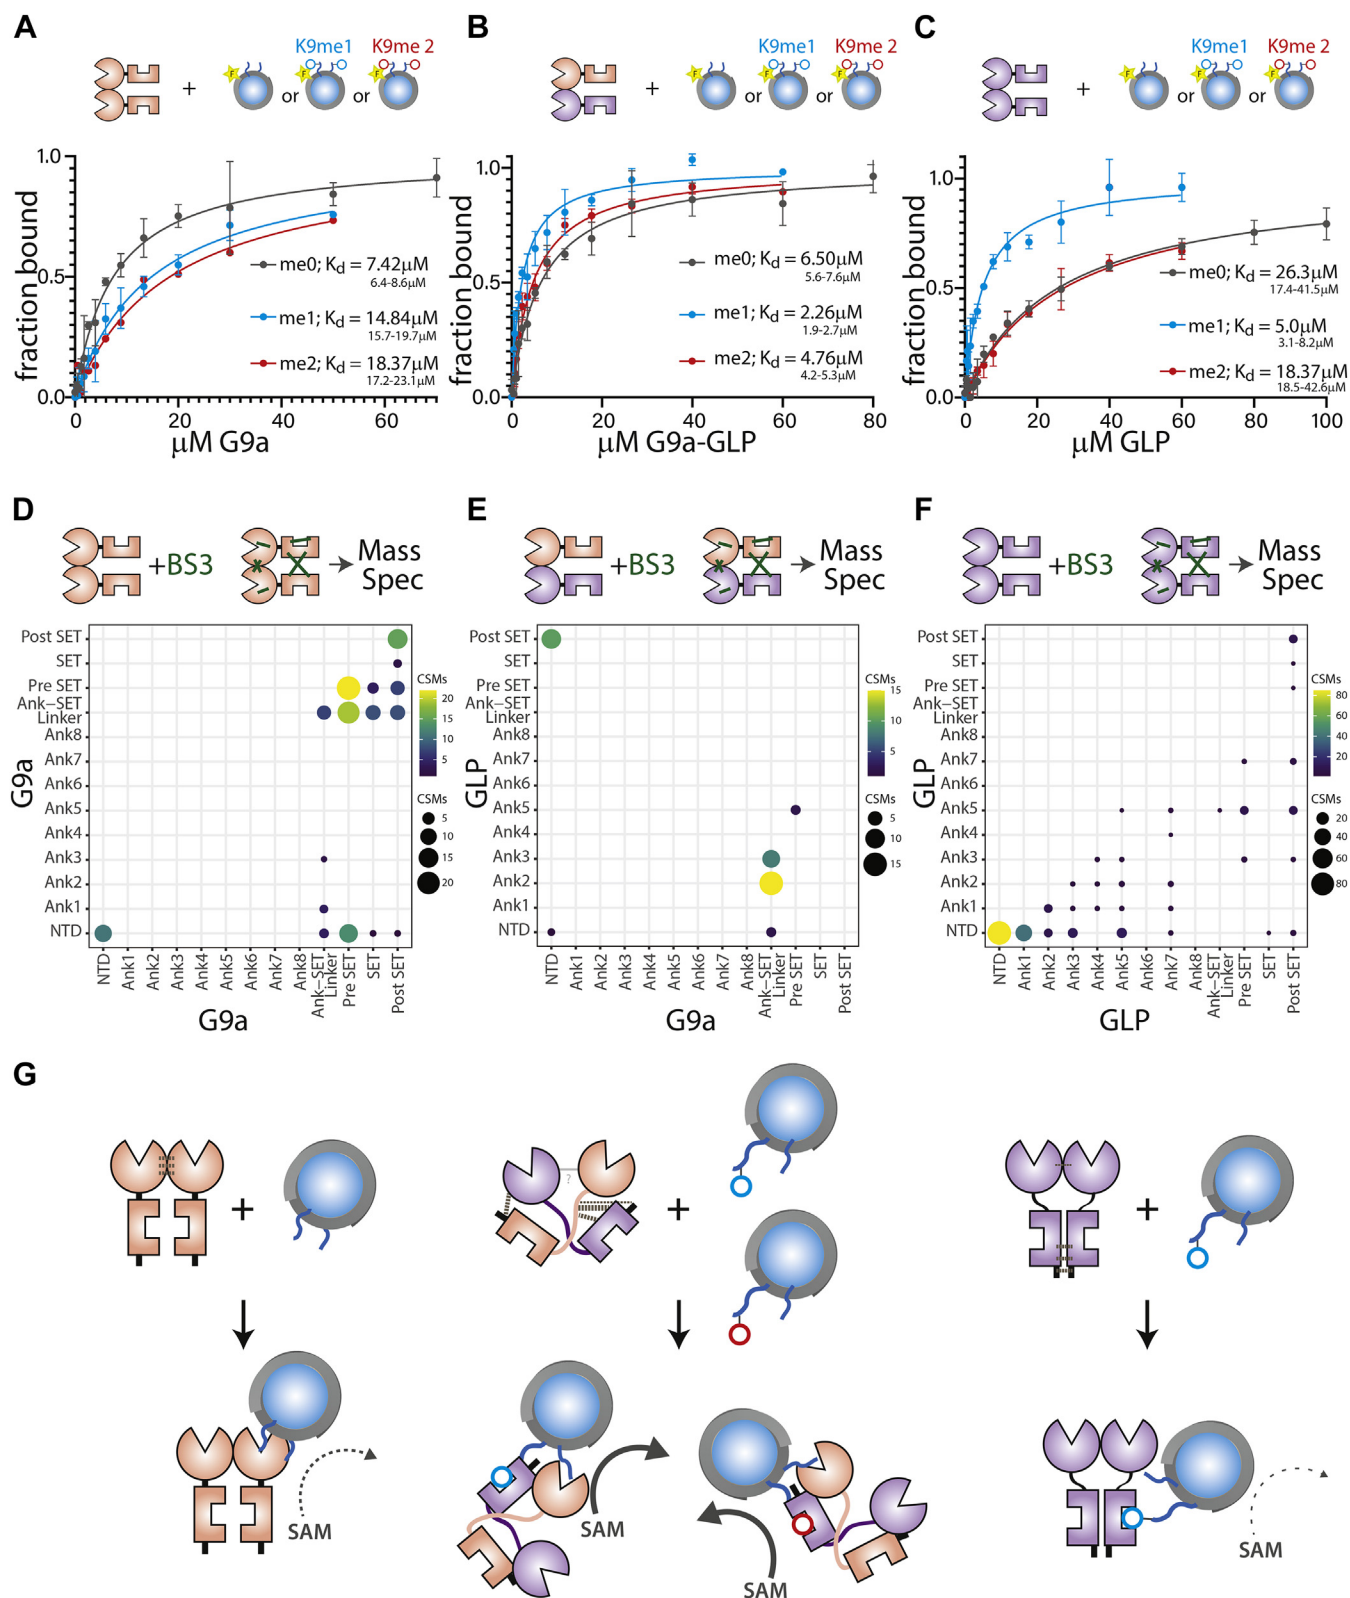 A
B
C
K9me1 K9me 2
K9me1 K9me 2
K9me1 K9me 2
F F F
F F F
F F F
+ or or
+ or or
+ or or
fraction bound
1.0
0.5
0.0
0 20 40 60
μM G9a
me0; Kd = 7.42μM
6.4-8.6μM
me1; Kd = 14.84μM
15.7-19.7μM
me2; Kd = 18.37μM
17.2-23.1μM
fraction bound
1.0
0.5
0.0
0 20 40 60 80
μM G9a-GLP
me0; Kd = 6.50μM
5.6-7.6μM
me1; Kd = 2.26μM
1.9-2.7μM
me2; Kd = 4.76μM
4.2-5.3μM
fraction bound
1.0
0.5
0.0
0 20 40 60 80 100
μM GLP
me0; Kd = 26.3μM
17.4-41.5μM
me1; Kd = 5.0μM
3.1-8.2μM
me2; Kd = 18.37μM
18.5-42.6μM
D
+BS3
Mass
Spec
G9a
Post SET
SET
Pre SET
Ank–SET
Linker
Ank8
Ank7
Ank6
Ank5
Ank4
Ank3
Ank2
Ank1
NTD
NTD
Ank1
Ank2
Ank3
Ank4
Ank5
Ank6
Ank7
Ank8
Ank–SET
Linker
Pre SET
SET
Post SET
G9a
CSMs
20
15
10
5
CSMs
5
10
15
20
E
+BS3
Mass
Spec
GLP
Post SET
SET
Pre SET
Ank–SET
Linker
Ank8
Ank7
Ank6
Ank5
Ank4
Ank3
Ank2
Ank1
NTD
NTD
Ank1
Ank2
Ank3
Ank4
Ank5
Ank6
Ank7
Ank8
Ank–SET
Linker
Pre SET
SET
Post SET
G9a
CSMs
15
10
5
CSMs
5
10
15
F
+BS3
Mass
Spec
GLP
Post SET
SET
Pre SET
Ank–SET
Linker
Ank8
Ank7
Ank6
Ank5
Ank4
Ank3
Ank2
Ank1
NTD
NTD
Ank1
Ank2
Ank3
Ank4
Ank5
Ank6
Ank7
Ank8
Ank–SET
Linker
Pre SET
SET
Post SET
GLP
CSMs
80
60
40
20
CSMs
20
40
60
80
G
+
?
+
+
SAM
SAM
SAM
SAM